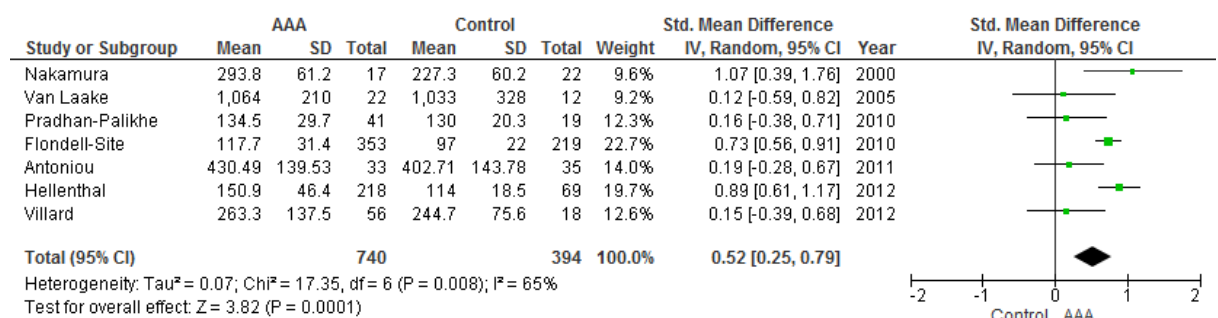 AAA Control Std. Mean Difference Std. Mean Difference
Study or Subgroup Mean SD Total Mean SD Total Weight IV, Random, 95% CI Year IV, Random, 95% CI
Nakamura 293.8 61.2 17 227.3 60.2 22 9.6% 1.07 [0.39, 1.76] 2000
Van Laake 1,064 210 22 1,033 328 12 9.2% 0.12 [-0.59, 0.82] 2005
Pradhan-Palikhe 134.5 29.7 41 130 20.3 19 12.3% 0.16 [-0.38, 0.71] 2010
Flondell-Site 117.7 31.4 353 97 22 219 22.7% 0.73 [0.56, 0.91] 2010
Antoniou 430.49 139.53 33 402.71 143.78 35 14.0% 0.19 [-0.28, 0.67] 2011
Hellenthal 150.9 46.4 218 114 18.5 69 19.7% 0.89 [0.61, 1.17] 2012
Villard 263.3 137.5 56 244.7 75.6 18 12.6% 0.15 [-0.39, 0.68] 2012
Total (95% CI) 740 394 100.0% 0.52 [0.25, 0.79]
Heterogeneity: Tau² = 0.07; Chi² = 17.35, df = 6 (P = 0.008); I² = 65%
Test for overall effect: Z = 3.82 (P = 0.0001)
-2 -1 0 1 2
Control AAA